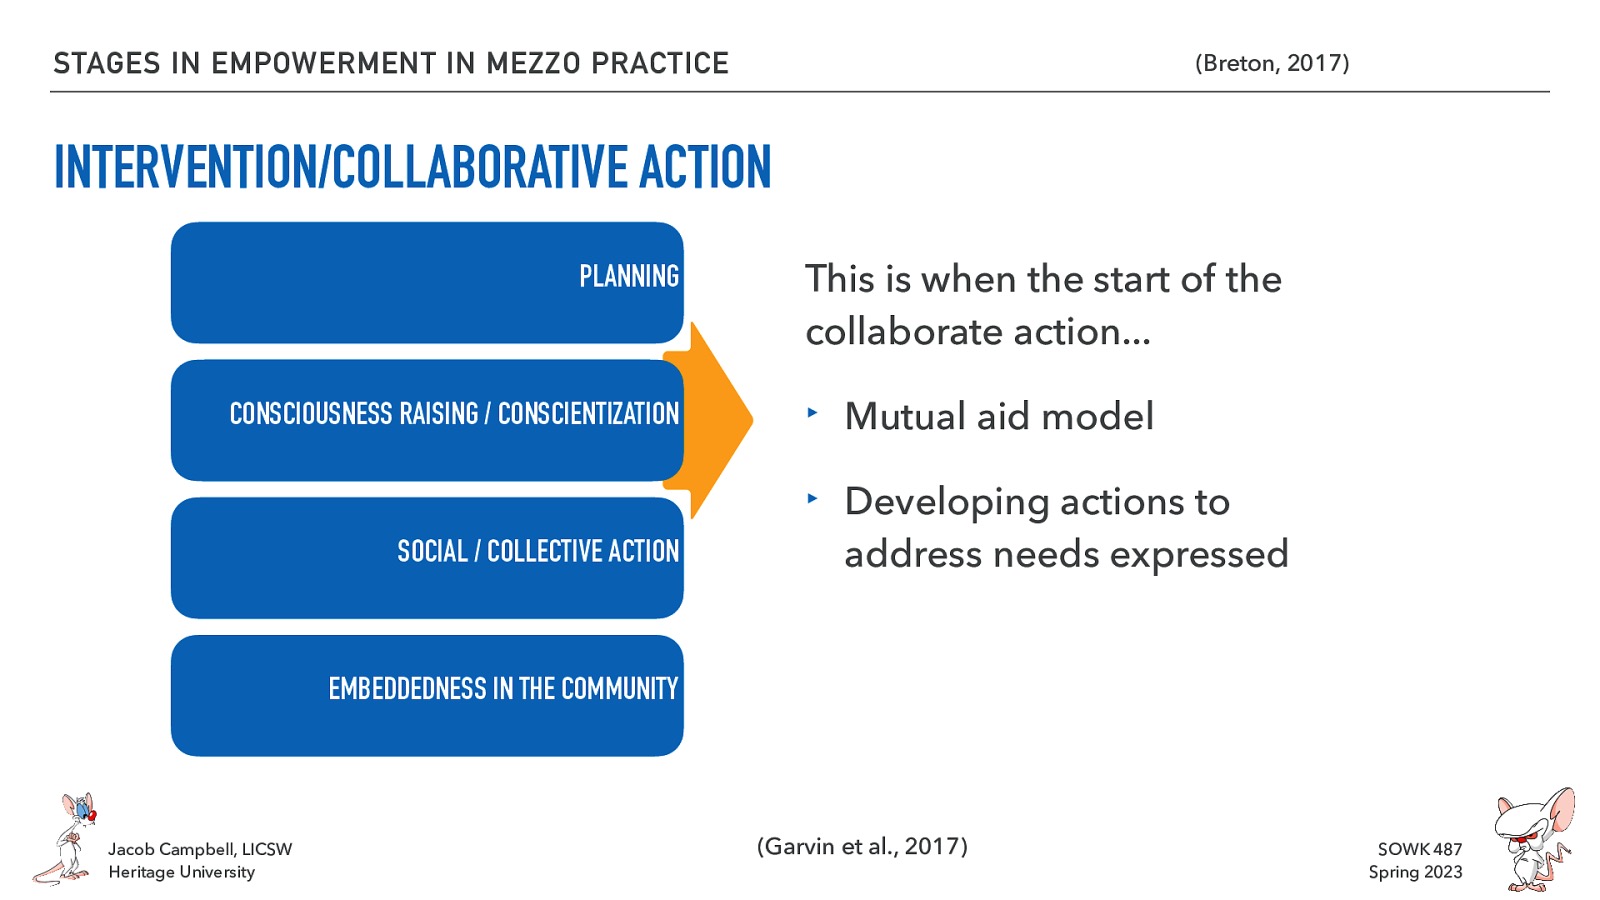 STAGES IN EMPOWERMENT IN MEZZO PRACTICE
(Breton, 2017)
INTERVENTION/COLLABORATIVE ACTION
PLANNING
CONSCIOUSNESS RAISING / CONSCIENTIZATION
SOCIAL / COLLECTIVE ACTION
EMBEDDEDNESS IN THE COMMUNITY
This is when the start of the
collaborate action...
‣ Mutual aid model
‣ Developing actions to
address needs expressed
Jacob Campbell, LICSW
Heritage University
(Garvin et al., 2017)
SOWK 487
Spring 2023